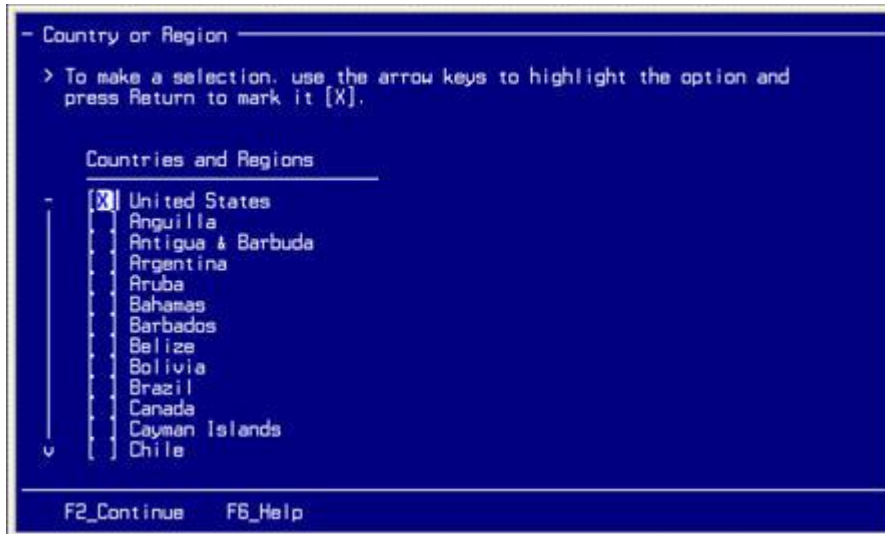 - Country or Region
> To make a selection. use the arrow keys to highlight the option and
press Return to mark it [X].
Countries and Regions
- [X] United States
[ ] Anguilla
[ ] Antigua & Barbuda
[ ] Argentina
[ ] Aruba
[ ] Bahamas
[ ] Barbados
[ ] Belize
[ ] Bolivia
[ ] Brazil
[ ] Canada
[ ] Cayman Islands
v [ ] Chile
F2_Continue F6_Help